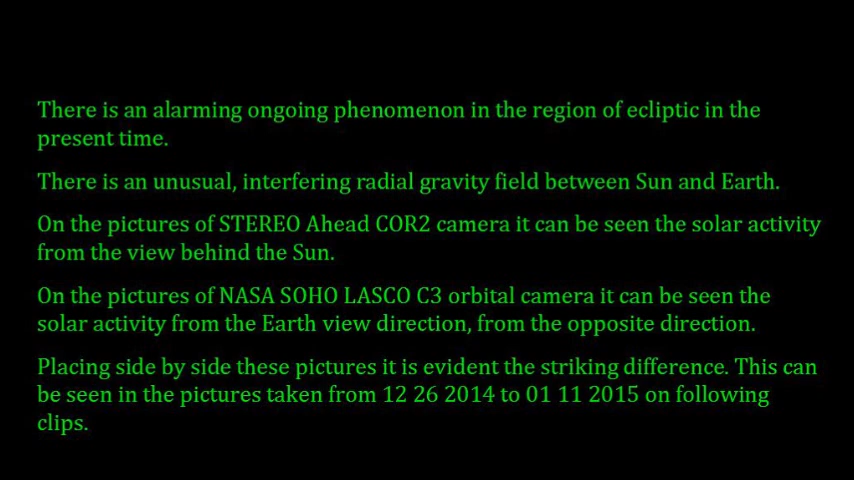 There is an alarming ongoing phenomenon in the region of ecliptic in the
present time.
There is an unusual, interfering radial gravity field between Sun and Earth.
On the pictures of STEREO Ahead COR2 camera it can be seen the solar activity
from the view behind the Sun.
On the pictures of NASA SOHO LASCO C3 orbital camera it can be seen the
solar activity from the Earth view direction, from the opposite direction.
Placing side by side these pictures it is evident the striking difference. This can
be seen in the pictures taken from 12 26 2014 to 01 11 2015 on following
clips.